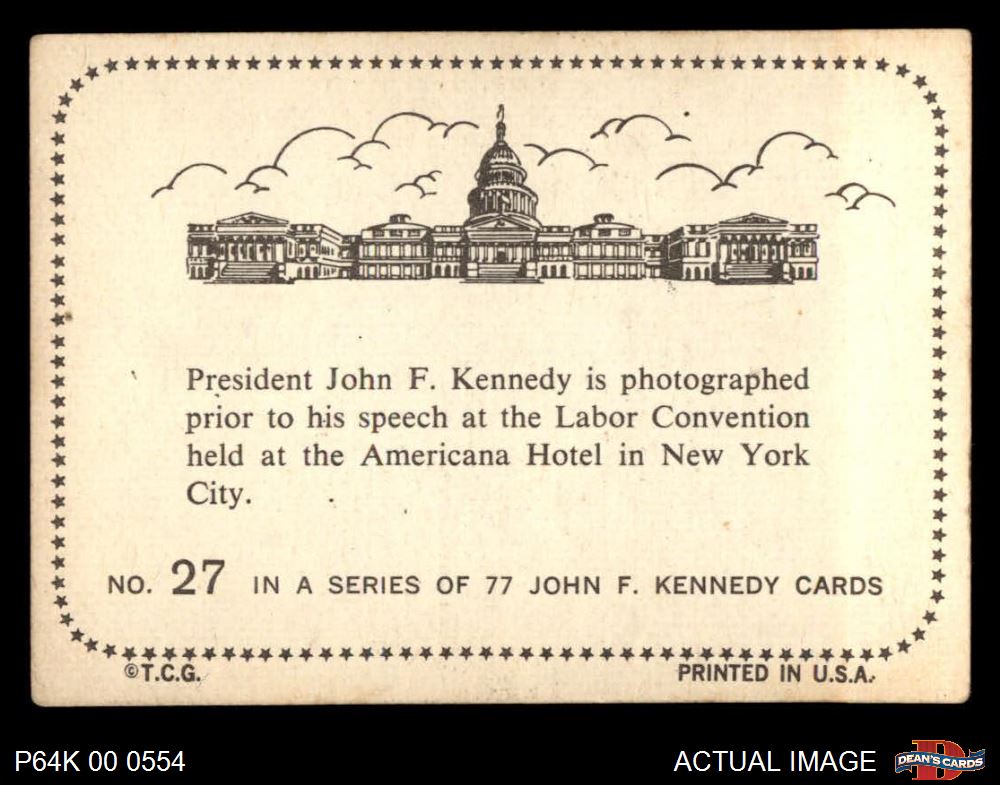 President John F. Kennedy is photographed
prior to his speech at the Labor Convention
held at the Americana Hotel in New York
City.
NO. 27 IN A SERIES OF 77 JOHN F. KENNEDY CARDS
©T.C.G. PRINTED IN U.S.A.
P64K 00 0554 ACTUAL IMAGE DEAN'S CARDS